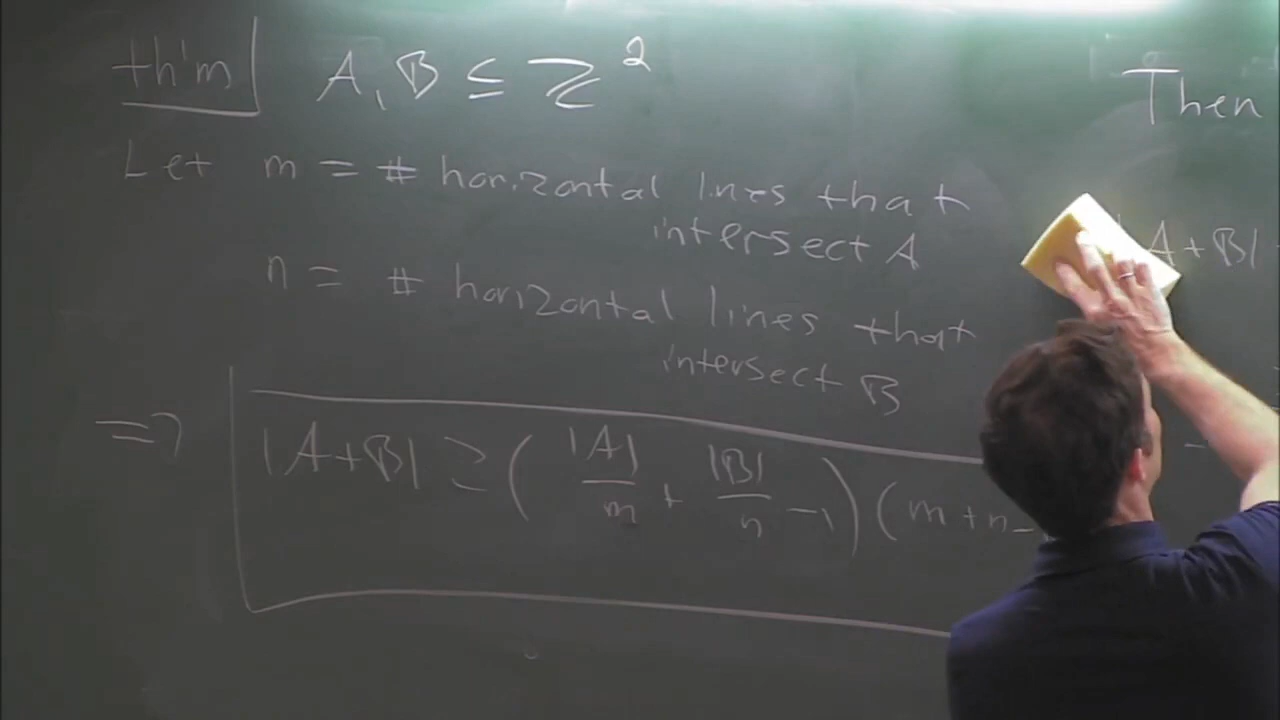 th'm A, B ⊆ ℤ²
Let m = # horizontal lines that
intersect A
n = # horizontal lines that
intersect B
=> |A+B| ≥ ( |A|/m + |B|/n -1 ) ( m+n-
Then
A+B|